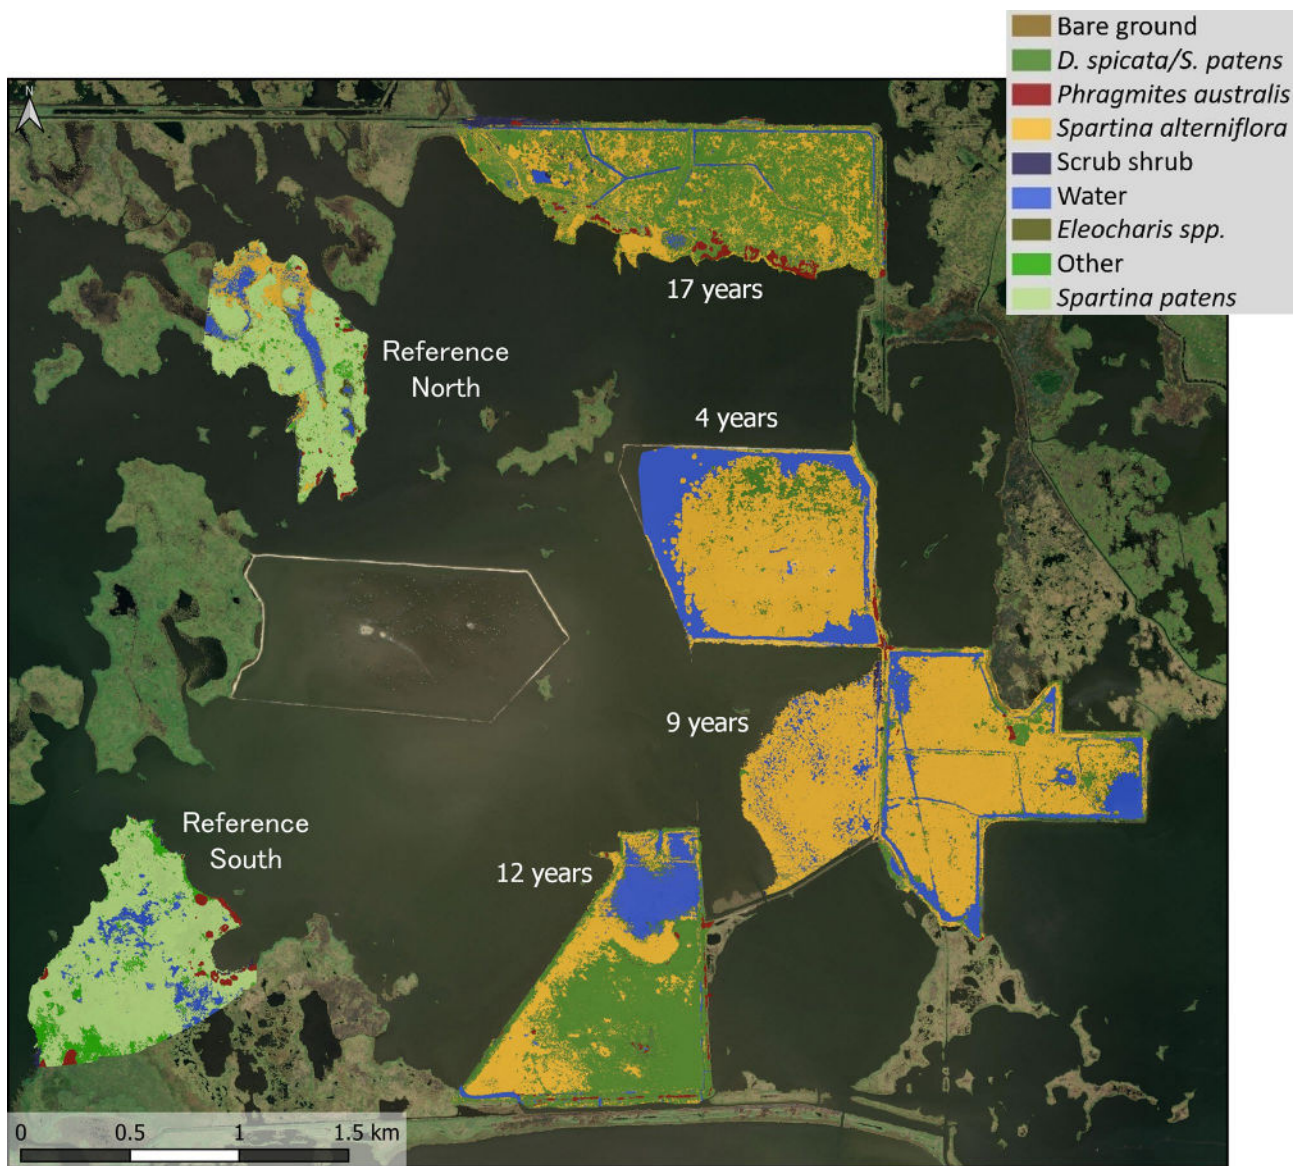 Bare ground
D. spicata/S. patens
Phragmites australis
Spartina alterniflora
Scrub shrub
Water
Eleocharis spp.
Other
Spartina patens
N
17 years
Reference
North
4 years
9 years
Reference
South
12 years
0 0.5 1 1.5 km